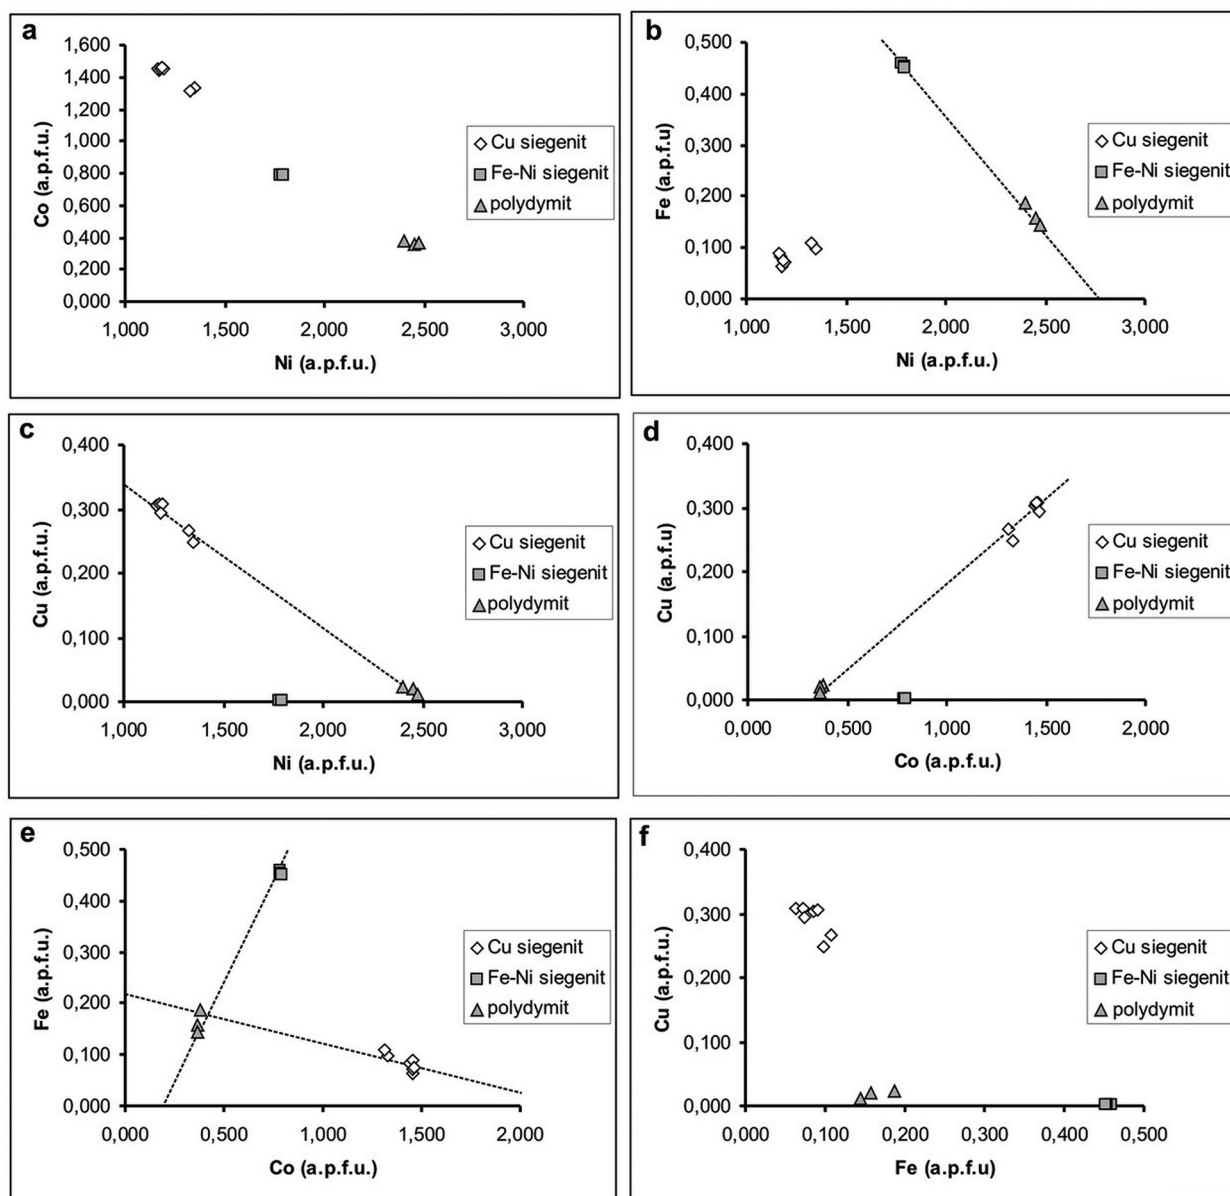 a
1,600
1,400
1,200
1,000
0,800
0,600
0,400
0,200
0,000
Co (a.p.f.u.)
1,000 1,500 2,000 2,500 3,000
Ni (a.p.f.u.)
Cu siegenit
Fe-Ni siegenit
polydymit
b
0,500
0,400
0,300
0,200
0,100
0,000
Fe (a.p.f.u)
1,000 1,500 2,000 2,500 3,000
Ni (a.p.f.u.)
Cu siegenit
Fe-Ni siegenit
polydymit
c
0,400
0,300
0,200
0,100
0,000
Cu (a.p.f.u.)
1,000 1,500 2,000 2,500 3,000
Ni (a.p.f.u.)
Cu siegenit
Fe-Ni siegenit
polydymit
d
0,400
0,300
0,200
0,100
0,000
Cu (a.p.f.u)
0,000 0,500 1,000 1,500 2,000
Co (a.p.f.u.)
Cu siegenit
Fe-Ni siegenit
polydymit
e
0,500
0,400
0,300
0,200
0,100
0,000
Fe (a.p.f.u.)
0,000 0,500 1,000 1,500 2,000
Co (a.p.f.u.)
Cu siegenit
Fe-Ni siegenit
polydymit
f
0,400
0,300
0,200
0,100
0,000
Cu (a.p.f.u.)
0,000 0,100 0,200 0,300 0,400 0,500
Fe (a.p.f.u)
Cu siegenit
Fe-Ni siegenit
polydymit